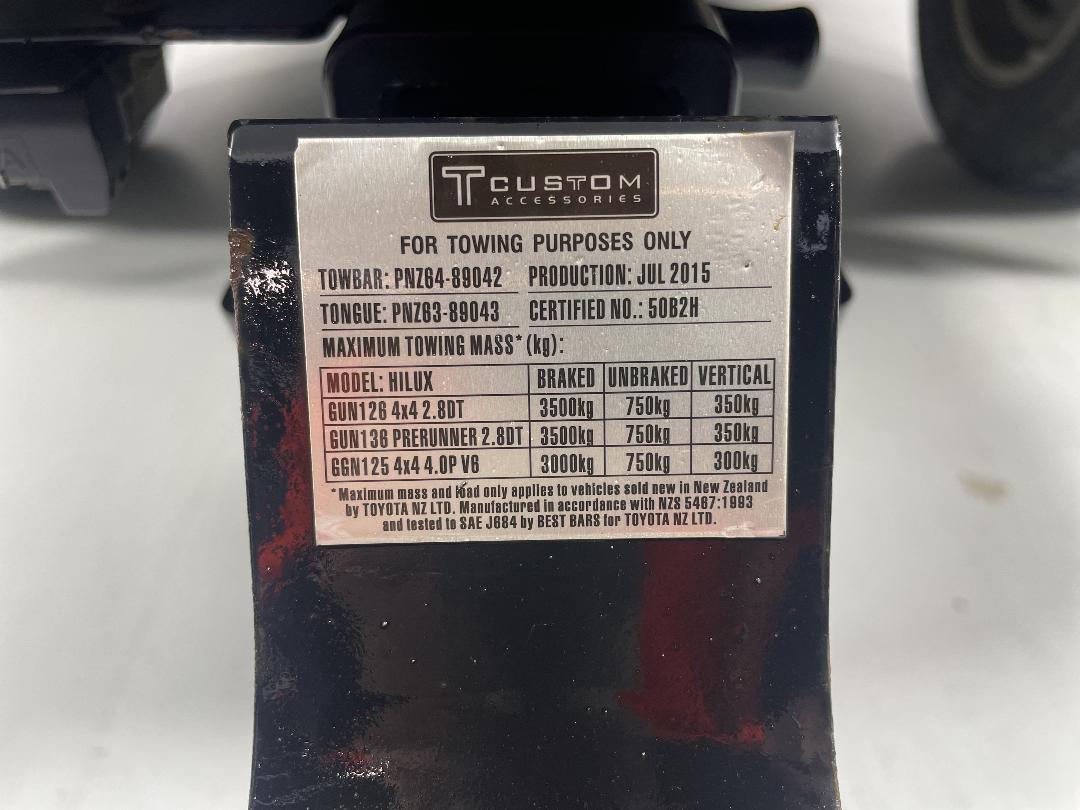 T CUSTOM
ACCESSORIES
FOR TOWING PURPOSES ONLY
TOWBAR: PNZ64-89042 PRODUCTION: JUL 2015
TONGUE: PNZ63-89043 CERTIFIED NO.: 50B2H
MAXIMUM TOWING MASS* (kg):
MODEL: HILUX BRAKED UNBRAKED VERTICAL
GUN126 4x4 2.8DT 3500kg 750kg 350kg
GUN136 PRERUNNER 2.8DT 3500kg 750kg 350kg
GGN125 4x4 4.0P V6 3000kg 750kg 300kg
*Maximum mass and load only applies to vehicles sold new in New Zealand
by TOYOTA NZ LTD. Manufactured in accordance with NZS 5467:1993
and tested to SAE J684 by BEST BARS for TOYOTA NZ LTD.